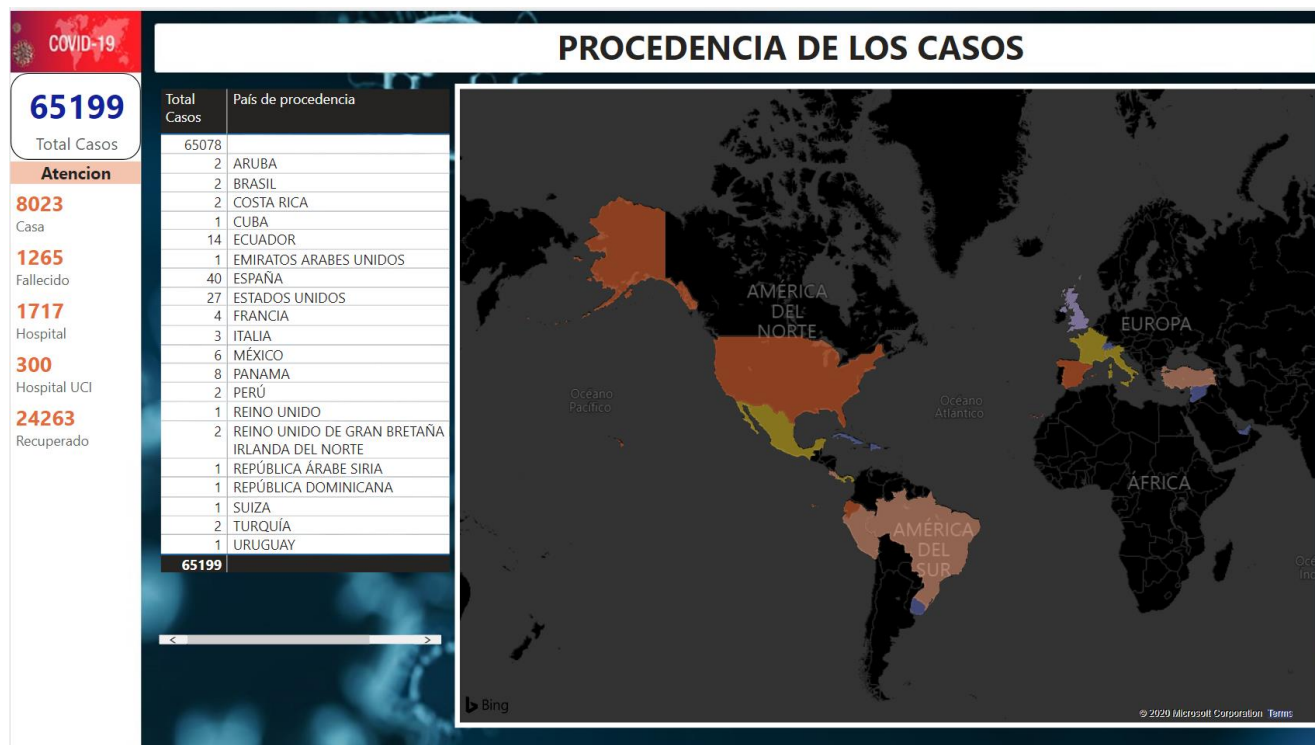 COVID-19
PROCEDENCIA DE LOS CASOS
65199
Total Casos
Atencion
8023
Casa
1265
Fallecido
1717
Hospital
300
Hospital UCI
24263
Recuperado
Total Casos País de procedencia
65078
2 ARUBA
2 BRASIL
2 COSTA RICA
1 CUBA
14 ECUADOR
1 EMIRATOS ARABES UNIDOS
40 ESPAÑA
27 ESTADOS UNIDOS
4 FRANCIA
3 ITALIA
6 MÉXICO
8 PANAMA
2 PERÚ
1 REINO UNIDO
2 REINO UNIDO DE GRAN BRETAÑA
IRLANDA DEL NORTE
1 REPÚBLICA ÁRABE SIRIA
1 REPÚBLICA DOMINICANA
1 SUIZA
2 TURQUÍA
1 URUGUAY
65199
AMÉRICA
DEL
NORTE
EUROPA
Océano
Pacífico
Océano
Atlántico
ÁFRICA
AMÉRICA
DEL
SUR
Bing
© 2020 Microsoft Corporation Terms